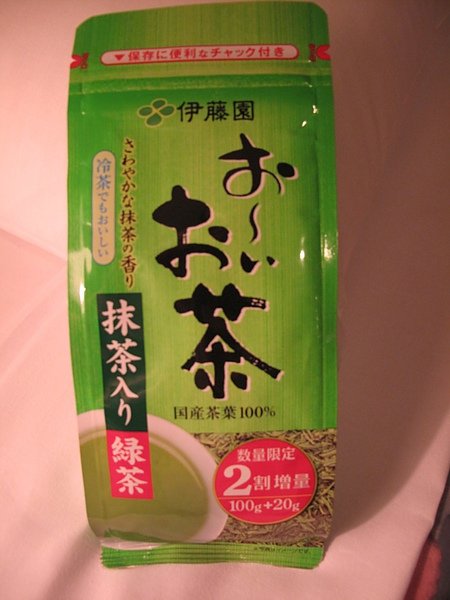 ▼保存に便利なチャック付き
伊藤園
お〜いお茶
さわやかな抹茶の香り
冷茶でもおいしい
抹茶入り緑茶
国産茶葉100%
数量限定
2割増量
100g+20g